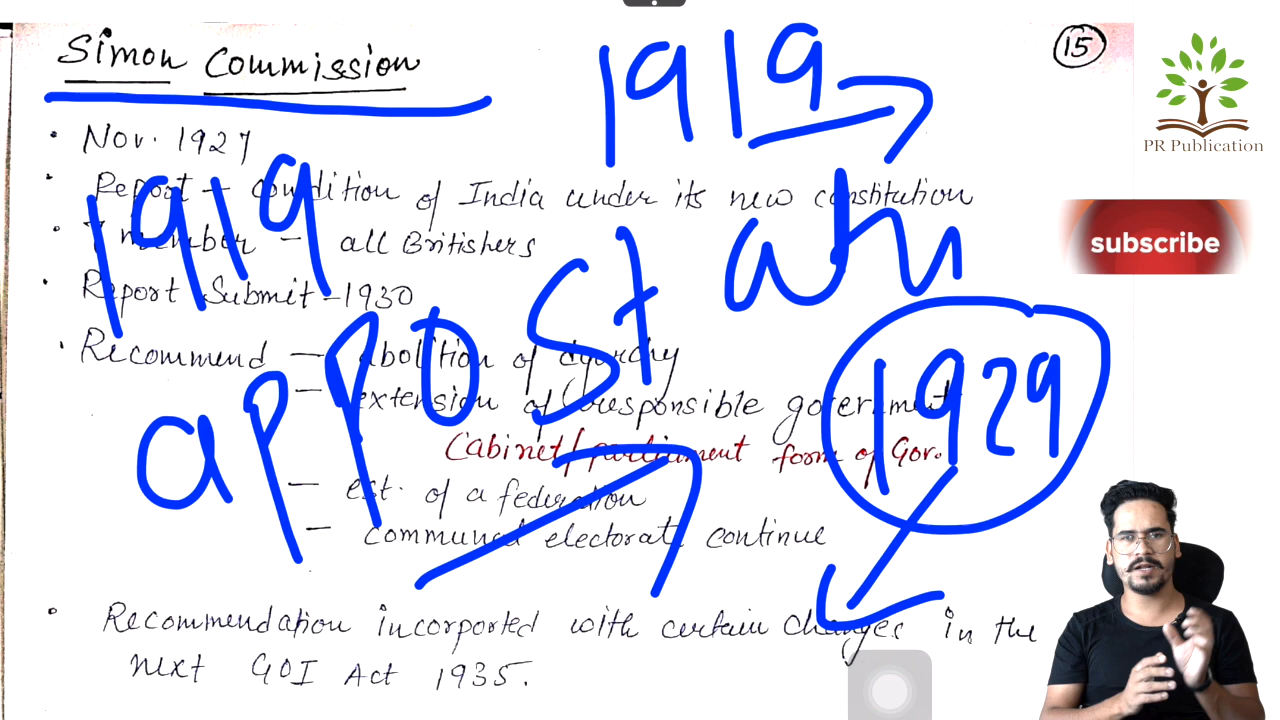 Simon Commission
15
1919
PR Publication
subscribe
• Nov. 1927
• Report - condition of India under its new constitution
1919
• 7 member - all Britishers
• Report Submit - 1930
• Recommend - abolition of dyarchy
- extension of responsible goverment
Cabinet/parliament form of Gov.
- est. of a federation
- communal electorate continue
appost
1929
• Recommendation incorported with certain changes in the
next GOI Act 1935.